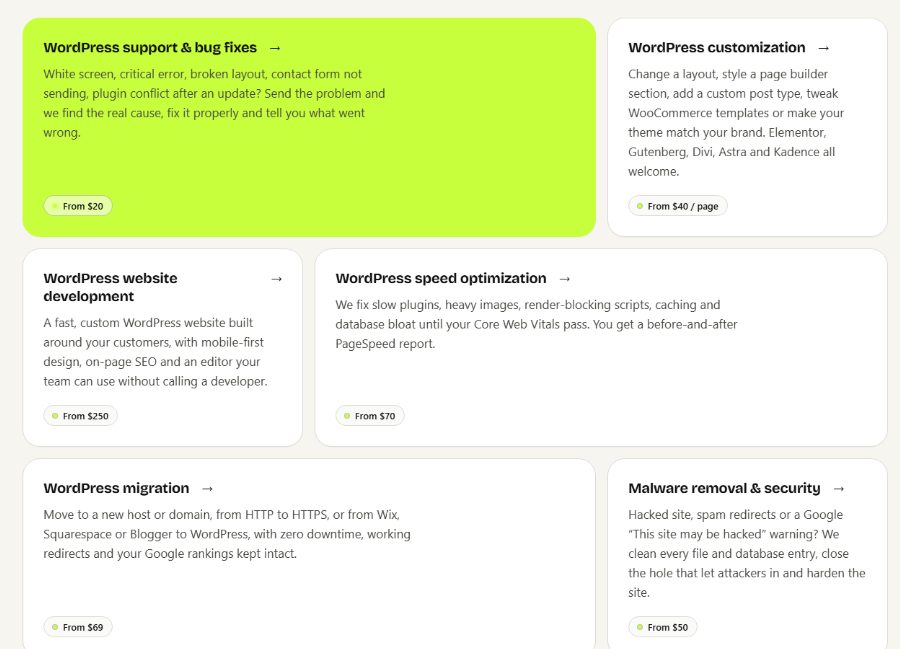 WordPress support & bug fixes →
White screen, critical error, broken layout, contact form not
sending, plugin conflict after an update? Send the problem and
we find the real cause, fix it properly and tell you what went
wrong.
From $20
WordPress customization →
Change a layout, style a page builder
section, add a custom post type, tweak
WooCommerce templates or make your
theme match your brand. Elementor,
Gutenberg, Divi, Astra and Kadence all
welcome.
From $40 / page
WordPress website →
development
A fast, custom WordPress website built
around your customers, with mobile-first
design, on-page SEO and an editor your
team can use without calling a developer.
From $250
WordPress speed optimization →
We fix slow plugins, heavy images, render-blocking scripts, caching and
database bloat until your Core Web Vitals pass. You get a before-and-after
PageSpeed report.
From $70
WordPress migration →
Move to a new host or domain, from HTTP to HTTPS, or from Wix,
Squarespace or Blogger to WordPress, with zero downtime, working
redirects and your Google rankings kept intact.
From $69
Malware removal & security →
Hacked site, spam redirects or a Google
“This site may be hacked” warning? We
clean every file and database entry, close
the hole that let attackers in and harden the
site.
From $50